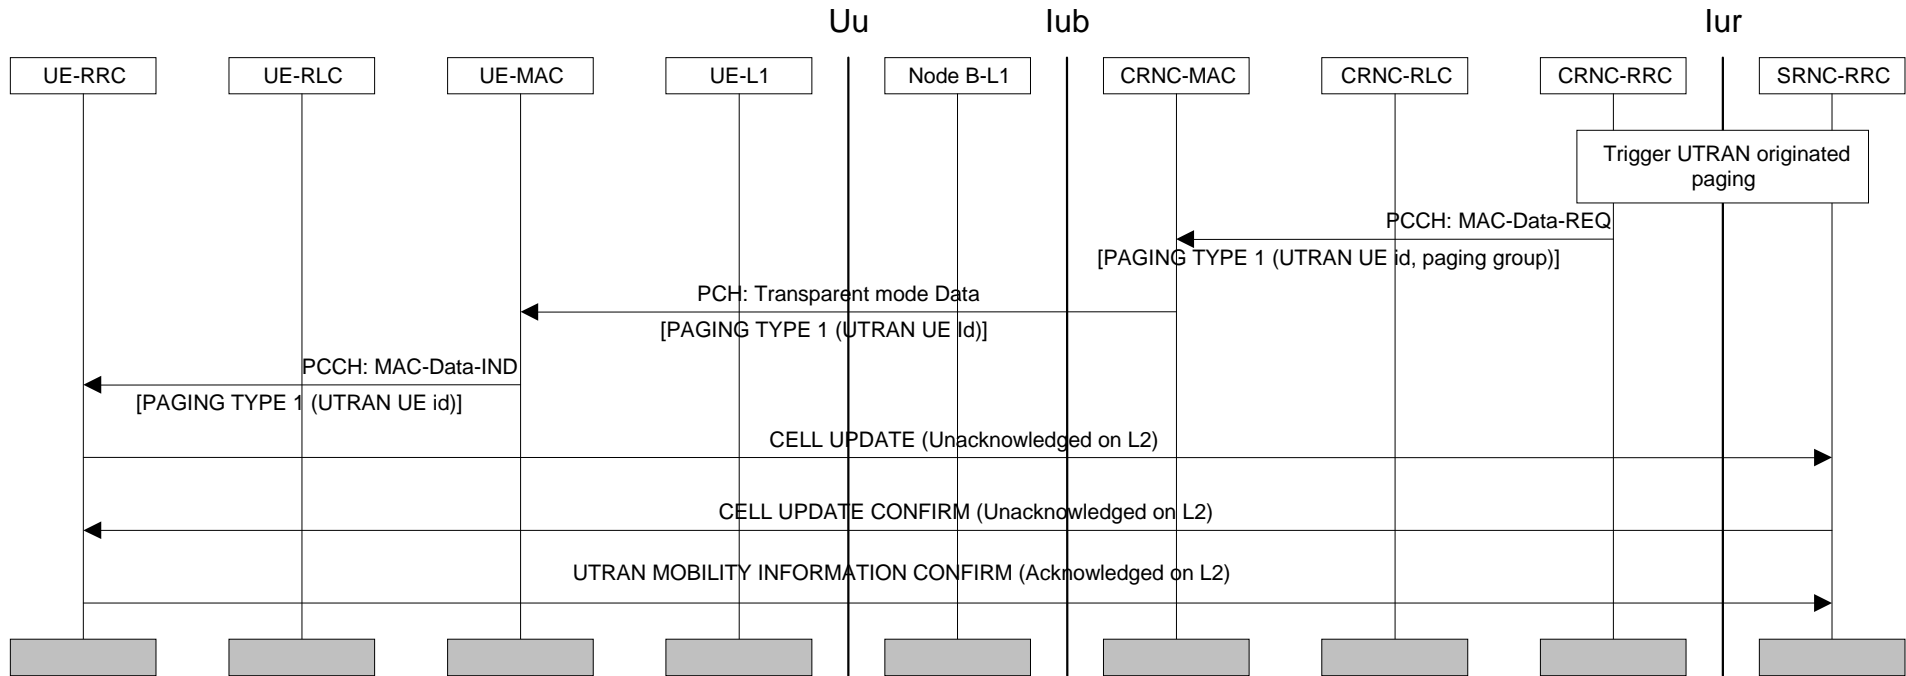 Uu Iub Iur
UE-RRC UE-RLC UE-MAC UE-L1 Node B-L1 CRNC-MAC CRNC-RLC CRNC-RRC SRNC-RRC
Trigger UTRAN originated
paging
PCCH: MAC-Data-REQ
[PAGING TYPE 1 (UTRAN UE id, paging group)]
PCH: Transparent mode Data
[PAGING TYPE 1 (UTRAN UE Id)]
PCCH: MAC-Data-IND
[PAGING TYPE 1 (UTRAN UE id)]
CELL UPDATE (Unacknowledged on L2)
CELL UPDATE CONFIRM (Unacknowledged on L2)
UTRAN MOBILITY INFORMATION CONFIRM (Acknowledged on L2)